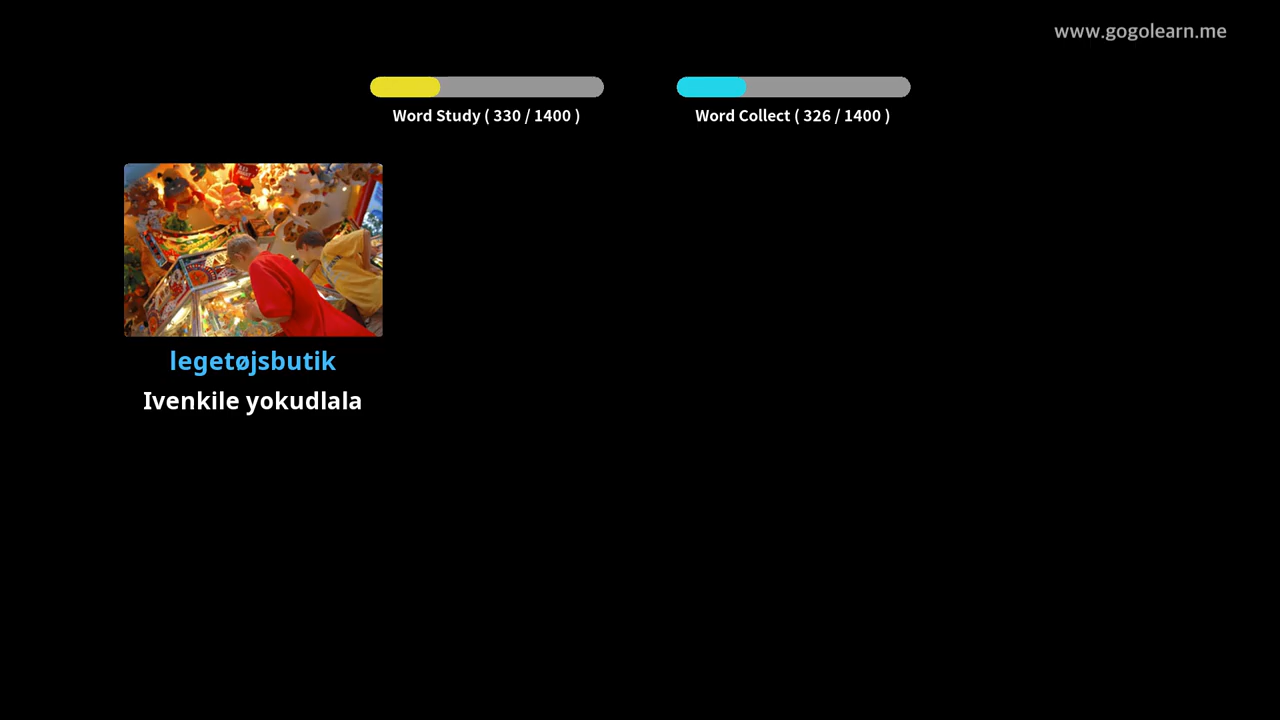 www.gogolearn.me
Word Study ( 330 / 1400 )
Word Collect ( 326 / 1400 )
legetøjsbutik
Ivenkile yokudlala